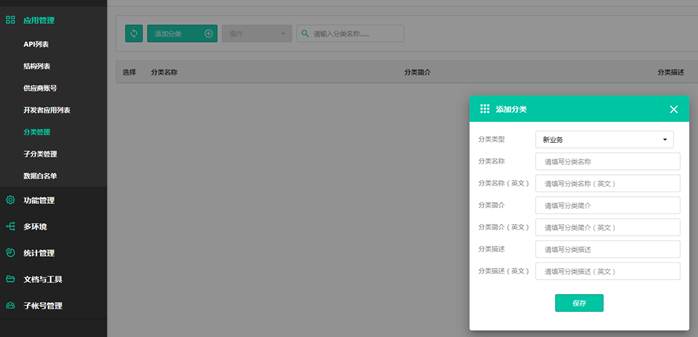 应用管理
API列表
结构列表
供应商账号
开发者应用列表
分类管理
子分类管理
数据白名单
功能管理
多环境
统计管理
文档与工具
子帐号管理
添加分类
操作
请输入分类名称.....
选择 分类名称 分类简介 分类描述
添加分类
分类类型 新业务
分类名称 请填写分类名称
分类名称（英文） 请填写分类名称（英文）
分类简介 请填写分类简介
分类简介（英文） 请填写分类简介（英文）
分类描述 请填写分类描述
分类描述（英文） 请填写分类描述（英文）
保存